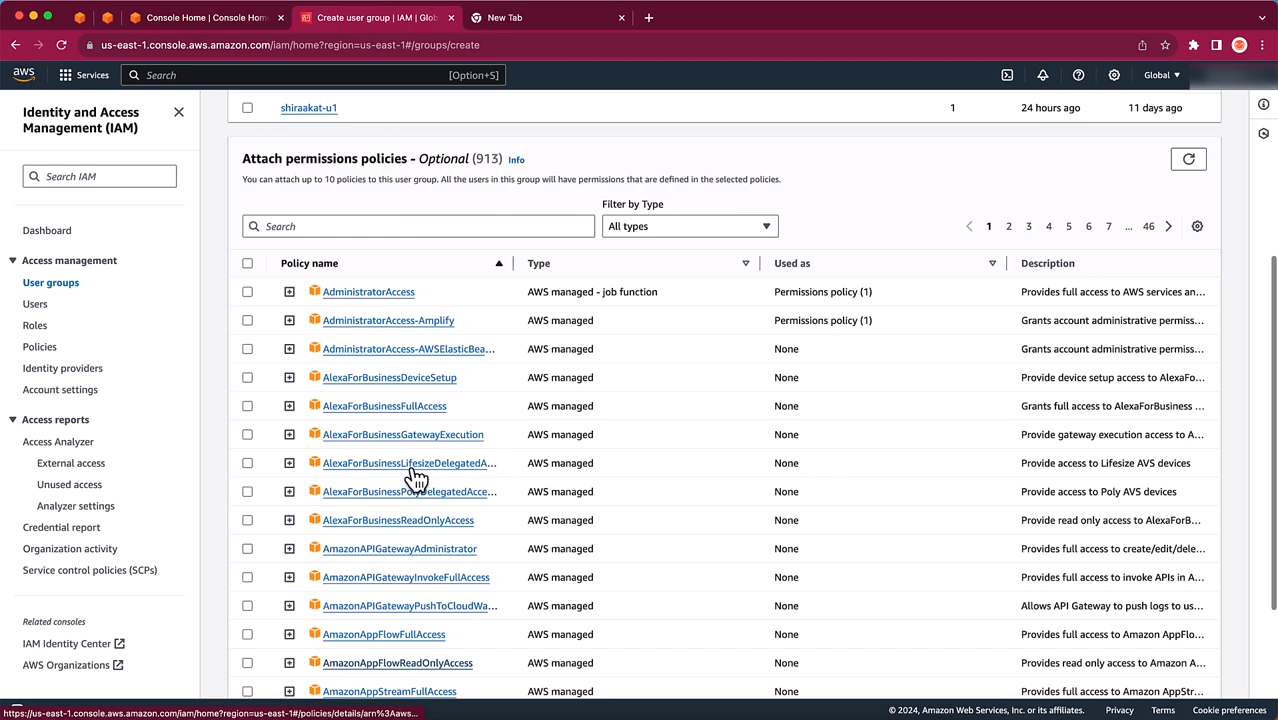 Console Home | Console Home
Create user group | IAM | Glob
New Tab
us-east-1.console.aws.amazon.com/iam/home?region=us-east-1#/groups/create
aws
Services
Search
[Option+S]
Global
Identity and Access
Management (IAM)
Search IAM
Dashboard
Access management
User groups
Users
Roles
Policies
Identity providers
Account settings
Access reports
Access Analyzer
External access
Unused access
Analyzer settings
Credential report
Organization activity
Service control policies (SCPs)
Related consoles
IAM Identity Center
AWS Organizations
shiraakat-u1 1 24 hours ago 11 days ago
Attach permissions policies - Optional (913) Info
You can attach up to 10 policies to this user group. All the users in this group will have permissions that are defined in the selected policies.
Filter by Type
Search
All types
1 2 3 4 5 6 7 ... 46
Policy name Type Used as Description
AdministratorAccess AWS managed - job function Permissions policy (1) Provides full access to AWS services an...
AdministratorAccess-Amplify AWS managed Permissions policy (1) Grants account administrative permiss...
AdministratorAccess-AWSElasticBea... AWS managed None Grants account administrative permiss...
AlexaForBusinessDeviceSetup AWS managed None Provide device setup access to AlexaFo...
AlexaForBusinessFullAccess AWS managed None Grants full access to AlexaForBusiness ...
AlexaForBusinessGatewayExecution AWS managed None Provide gateway execution access to A...
AlexaForBusinessLifesizeDelegatedA... AWS managed None Provide access to Lifesize AVS devices
AlexaForBusinessPolyDelegatedAcce... AWS managed None Provide access to Poly AVS devices
AlexaForBusinessReadOnlyAccess AWS managed None Provide read only access to AlexaForB...
AmazonAPIGatewayAdministrator AWS managed None Provides full access to create/edit/dele...
AmazonAPIGatewayInvokeFullAccess AWS managed None Provides full access to invoke APIs in A...
AmazonAPIGatewayPushToCloudWa... AWS managed None Allows API Gateway to push logs to us...
AmazonAppFlowFullAccess AWS managed None Provides full access to Amazon AppFlo...
AmazonAppFlowReadOnlyAccess AWS managed None Provides read only access to Amazon A...
AmazonAppStreamFullAccess AWS managed None Provides full access to Amazon AppStr...
https://us-east-1.console.aws.amazon.com/iam/home?region=us-east-1#/policies/details/arn%3Aaws...
© 2024, Amazon Web Services, Inc. or its affiliates. Privacy Terms Cookie preferences